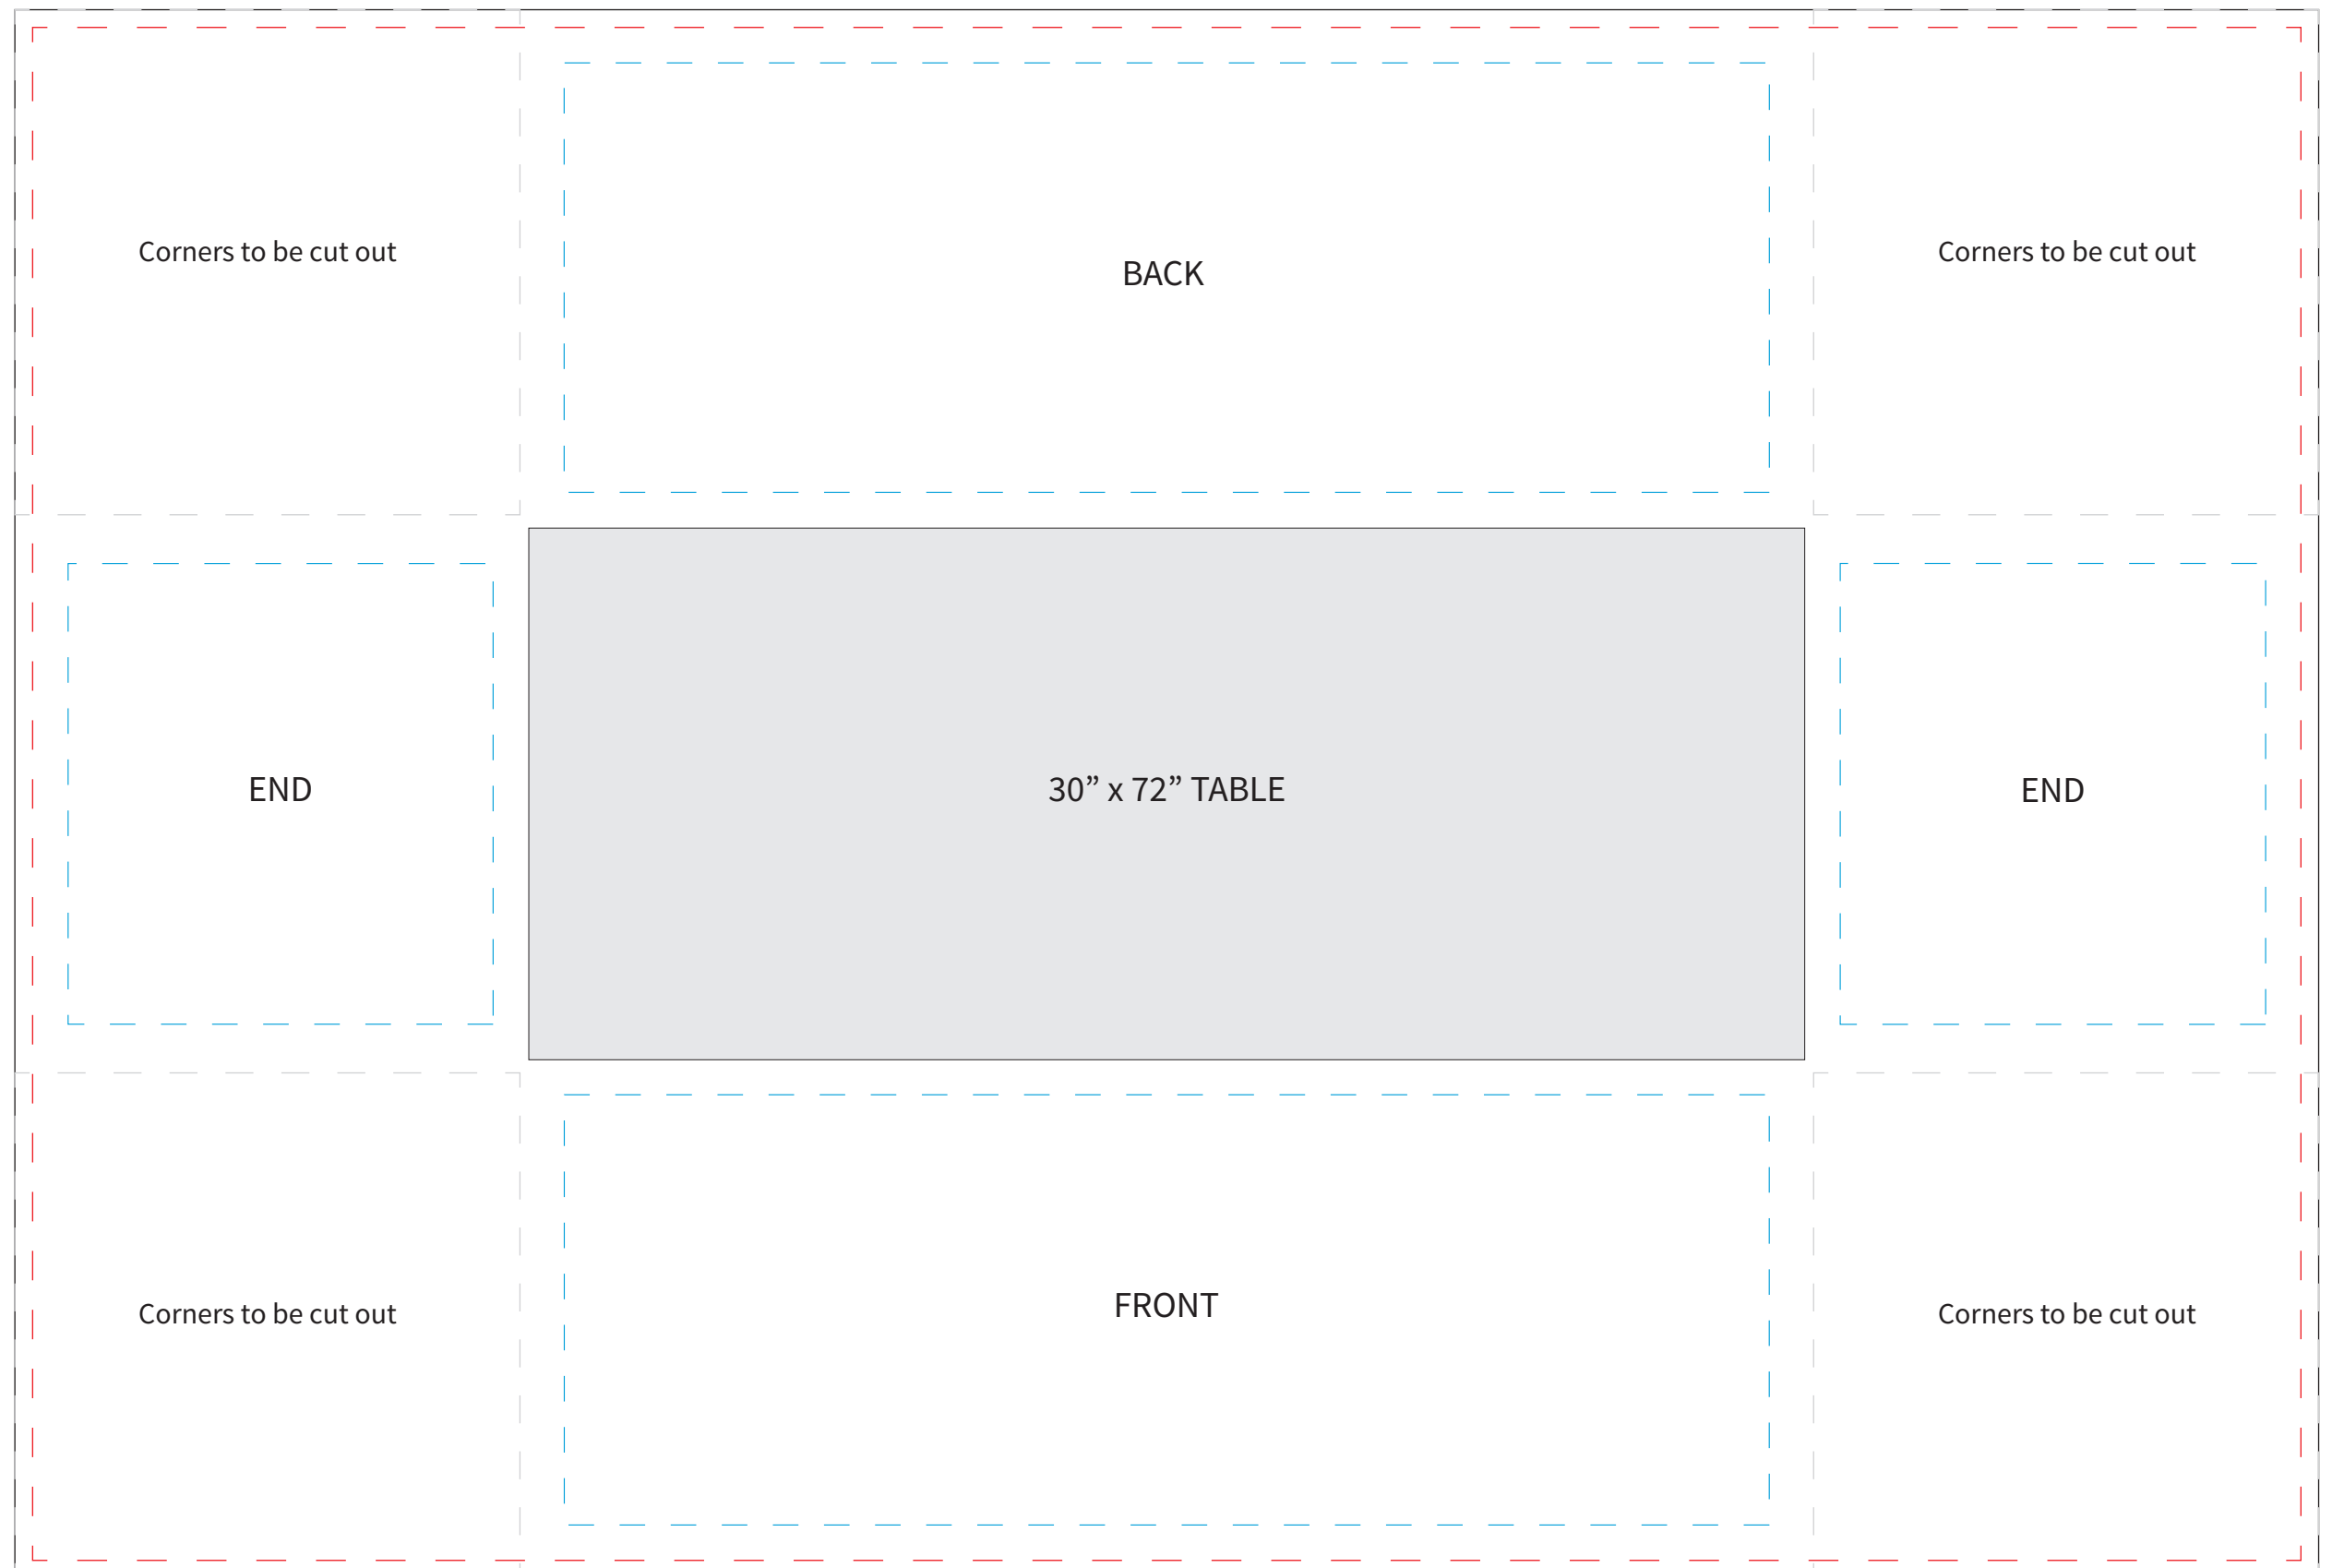 Corners to be cut out
BACK
Corners to be cut out
END
30” x 72” TABLE
END
Corners to be cut out
FRONT
Corners to be cut out